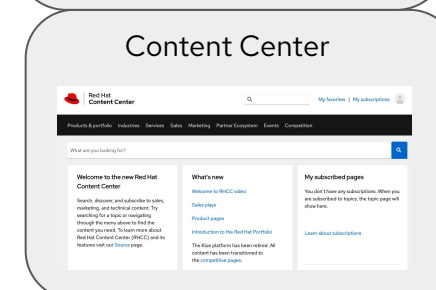 Content Center
Red Hat
Content Center
My favorites | My subscriptions
Products & portfolio Industries Services Sales Marketing Partner Ecosystem Events Competition
What are you looking for?
Welcome to the new Red Hat
Content Center
Search, discover, and subscribe to sales,
marketing, and technical content. Try
searching for a topic or navigating
through the menu above to find the
content you need. To learn more about
Red Hat Content Center (RHCC) and its
features visit our Source page.
What's new
Welcome to RHCC video
Sales plays
Product pages
Introduction to the Red Hat Portfolio
The Klue platform has been retired. All
content has been transitioned to
the competitive pages.
My subscribed pages
You don't have any subscriptions. When you
are subscribed to topics, the topic page will
show here.
Learn about subscriptions